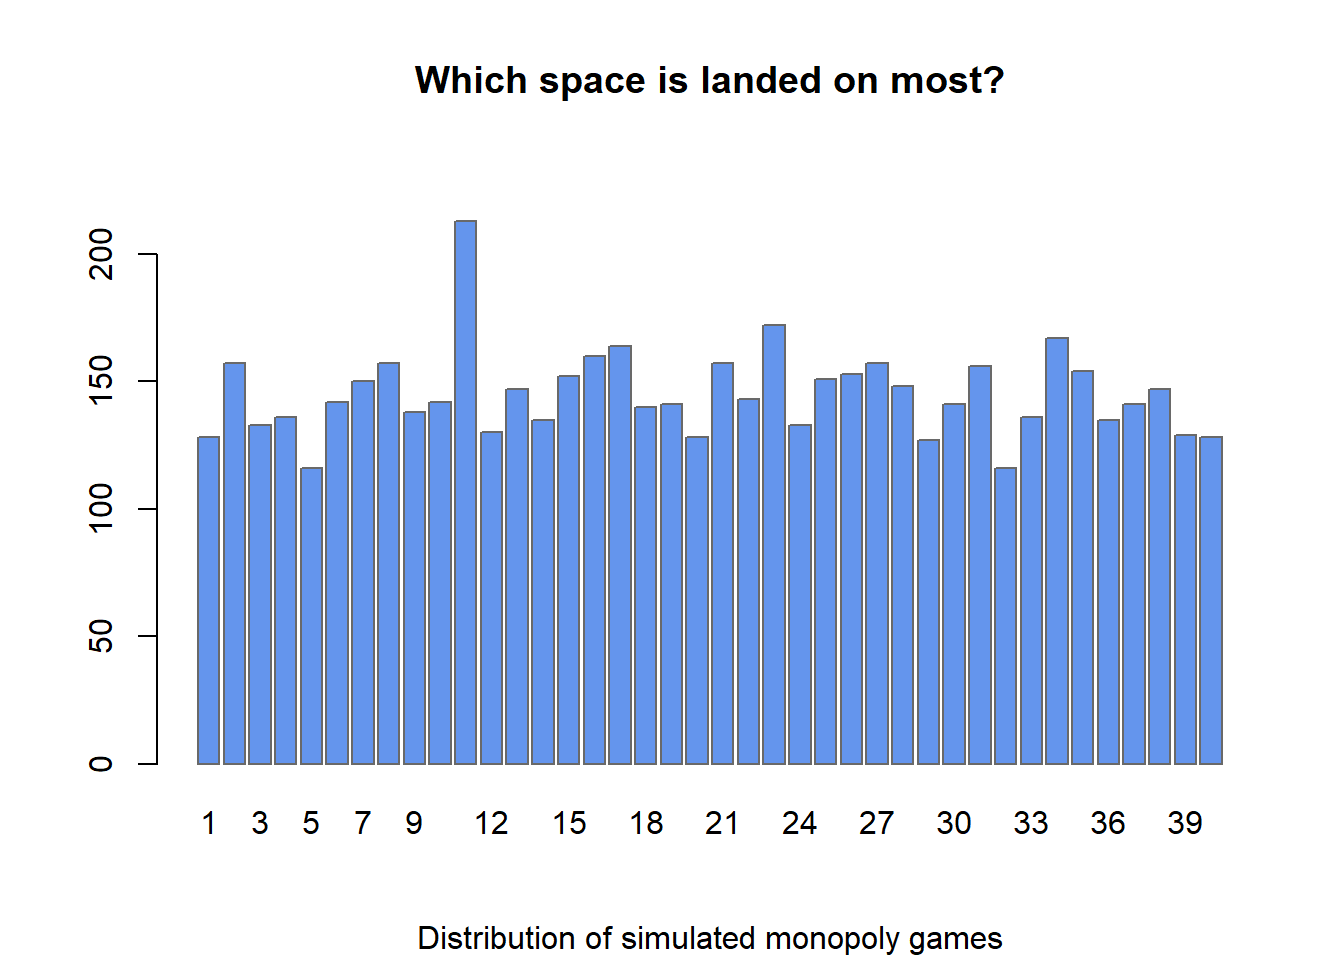 Which space is landed on most?
200
150
100
50
0
1 3 5 7 9 12 15 18 21 24 27 30 33 36 39
Distribution of simulated monopoly games